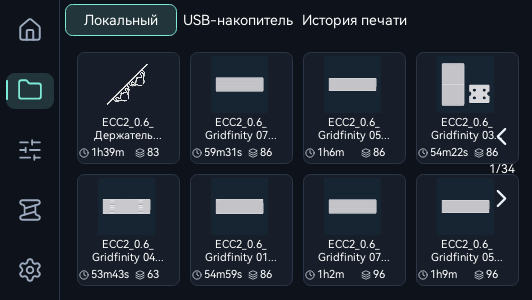 Локальный USB-накопитель История печати
ECC2_0.6_
Держатель...
1h39m 83
ECC2_0.6_
Gridfinity 07...
59m31s 86
ECC2_0.6_
Gridfinity 05...
1h6m 86
ECC2_0.6_
Gridfinity 03...
54m22s 86
1/34
ECC2_0.6_
Gridfinity 04...
53m43s 63
ECC2_0.6_
Gridfinity 01...
54m59s 86
ECC2_0.6_
Gridfinity 07...
1h2m 96
ECC2_0.6_
Gridfinity 05...
1h9m 96